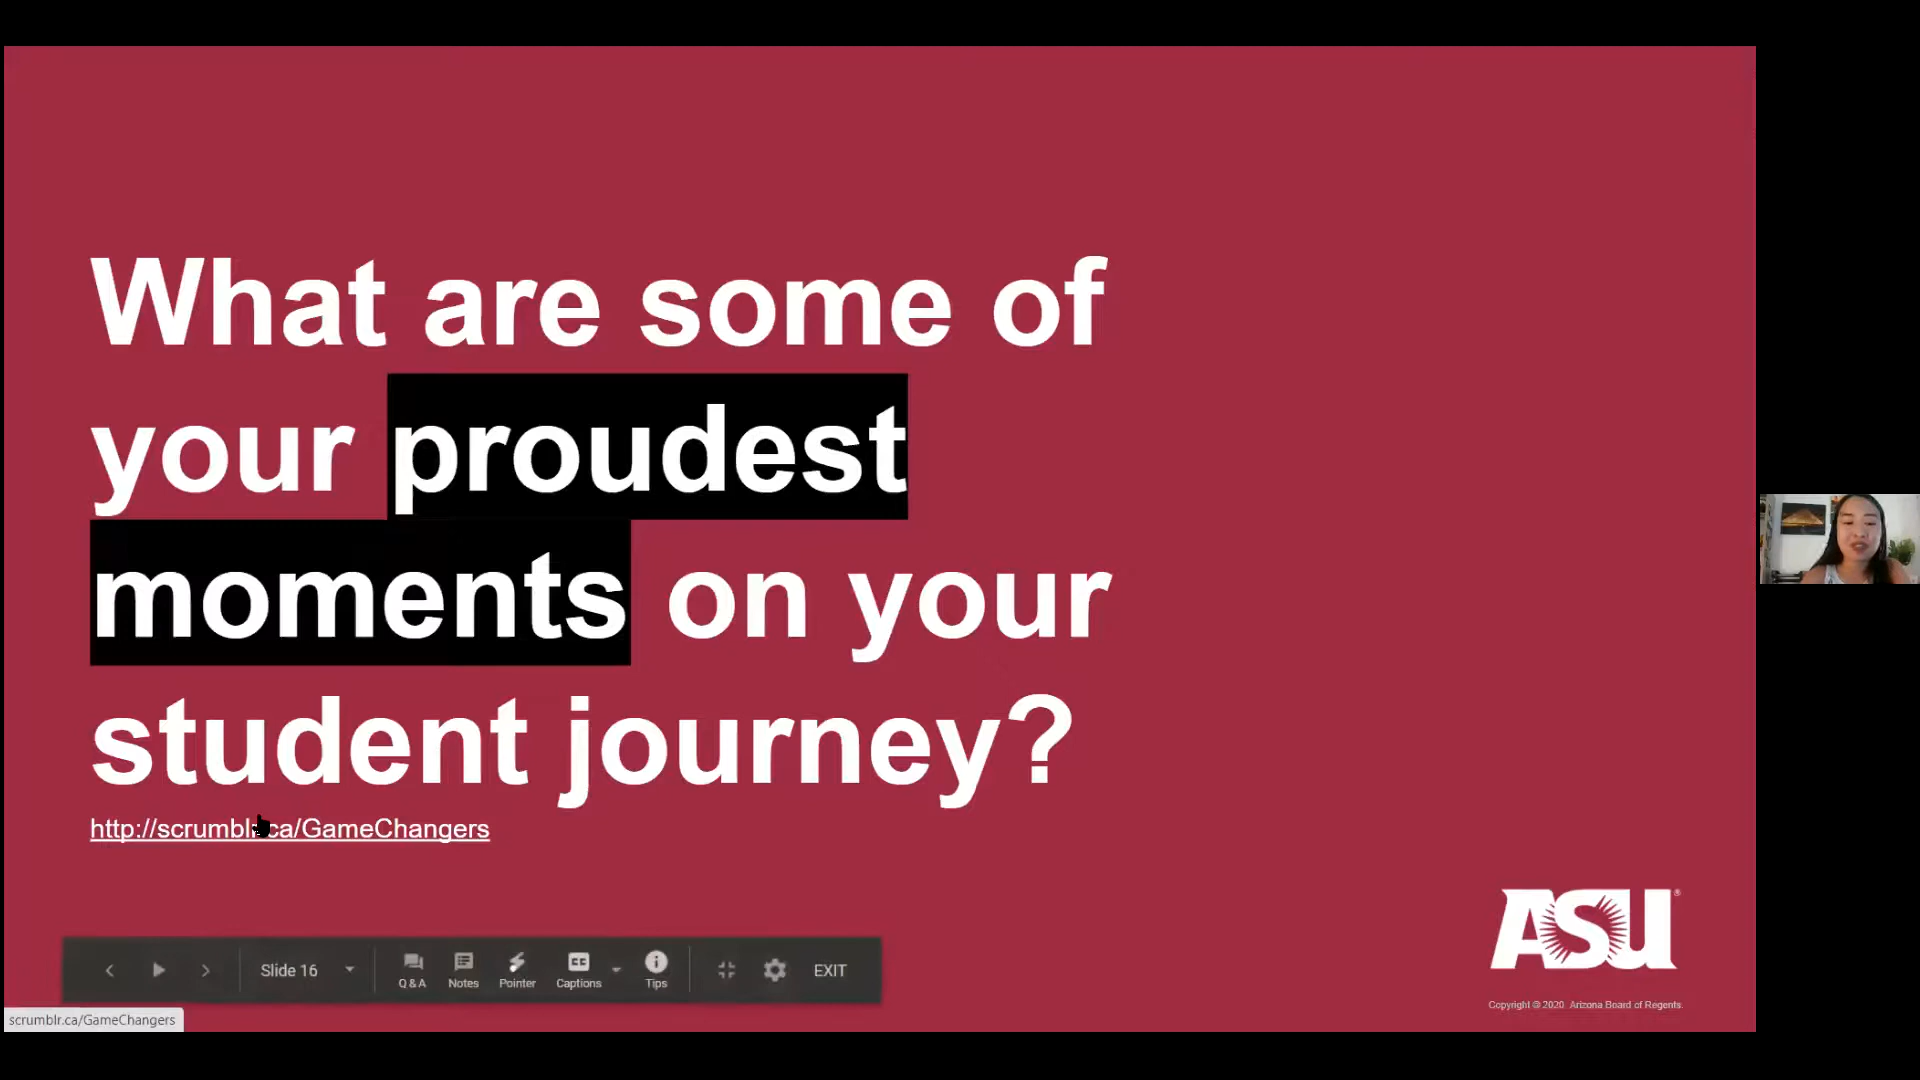 What are some of
your proudest
moments on your
student journey?
http://scrumblr.ca/GameChangers
ASU
Copyright © 2020 Arizona Board of Regents.
Slide 16
Q & A
Notes
Pointer
Captions
Tips
EXIT
scrumblr.ca/GameChangers